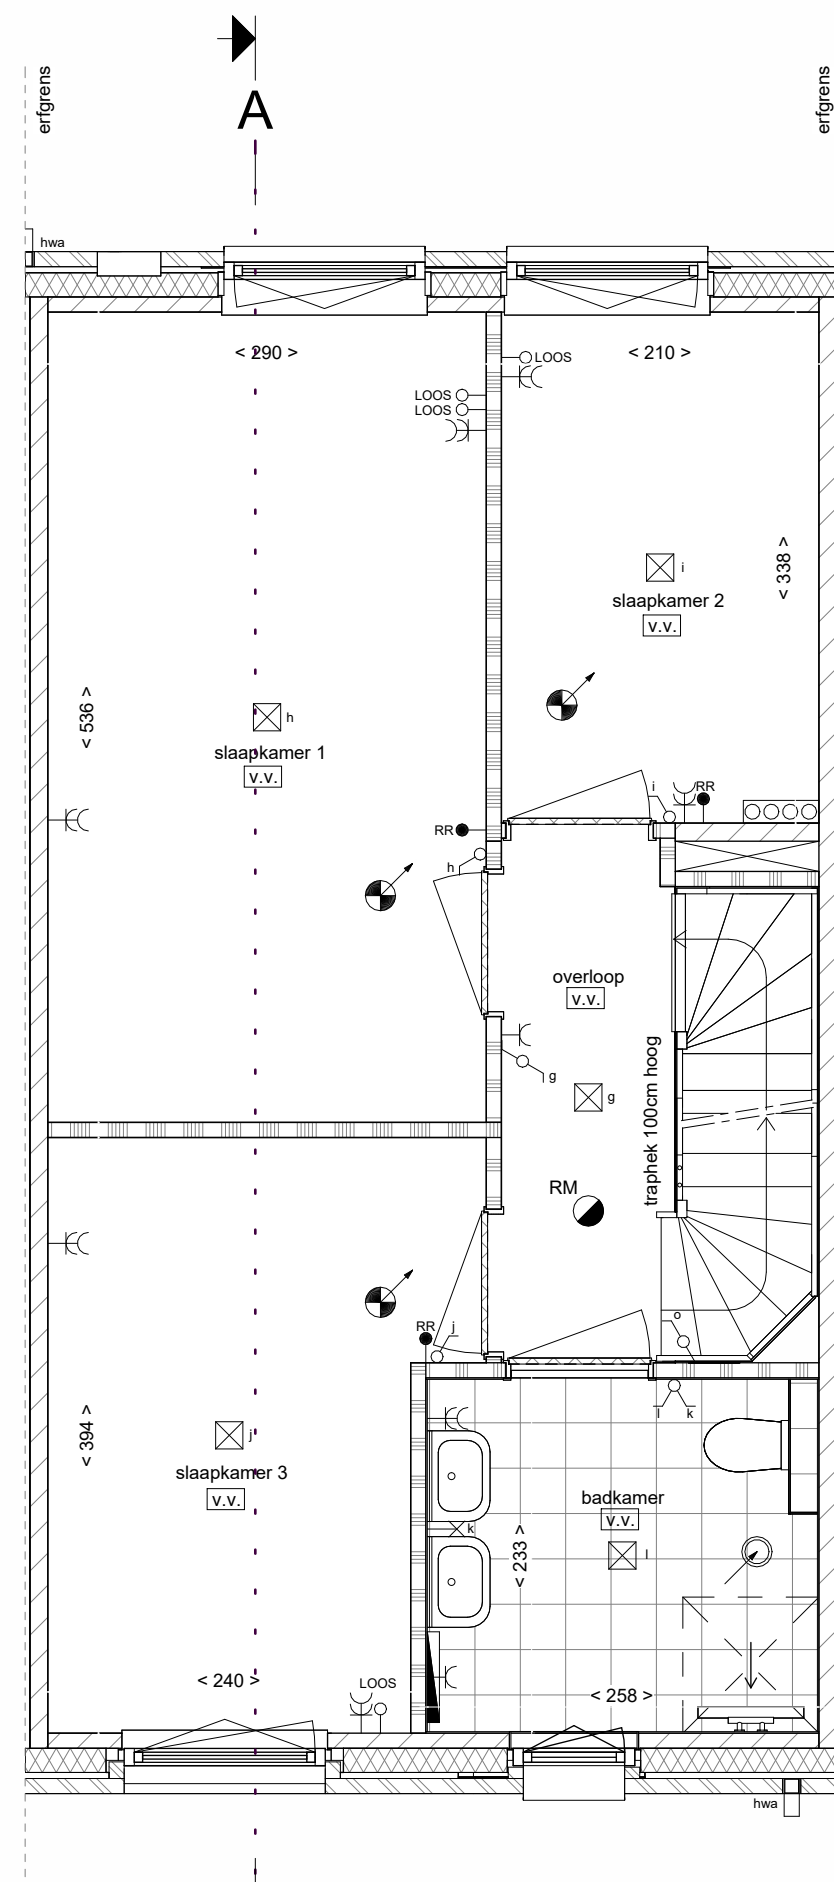 erfgrens
erfgrens
A
hwa
< 290 >
< 210 >
LOOS
LOOS
LOOS
< 338 >
i
slaapkamer 2
v.v.
< 536 >
h
slaapkamer 1
v.v.
i
RR
RR
h
overloop
v.v.
g
g
traphek 100cm hoog
RM
o
RR
j
l
k
< 394 >
j
slaapkamer 3
v.v.
badkamer
v.v.
k
< 233 >
l
< 240 >
LOOS
< 258 >
hwa